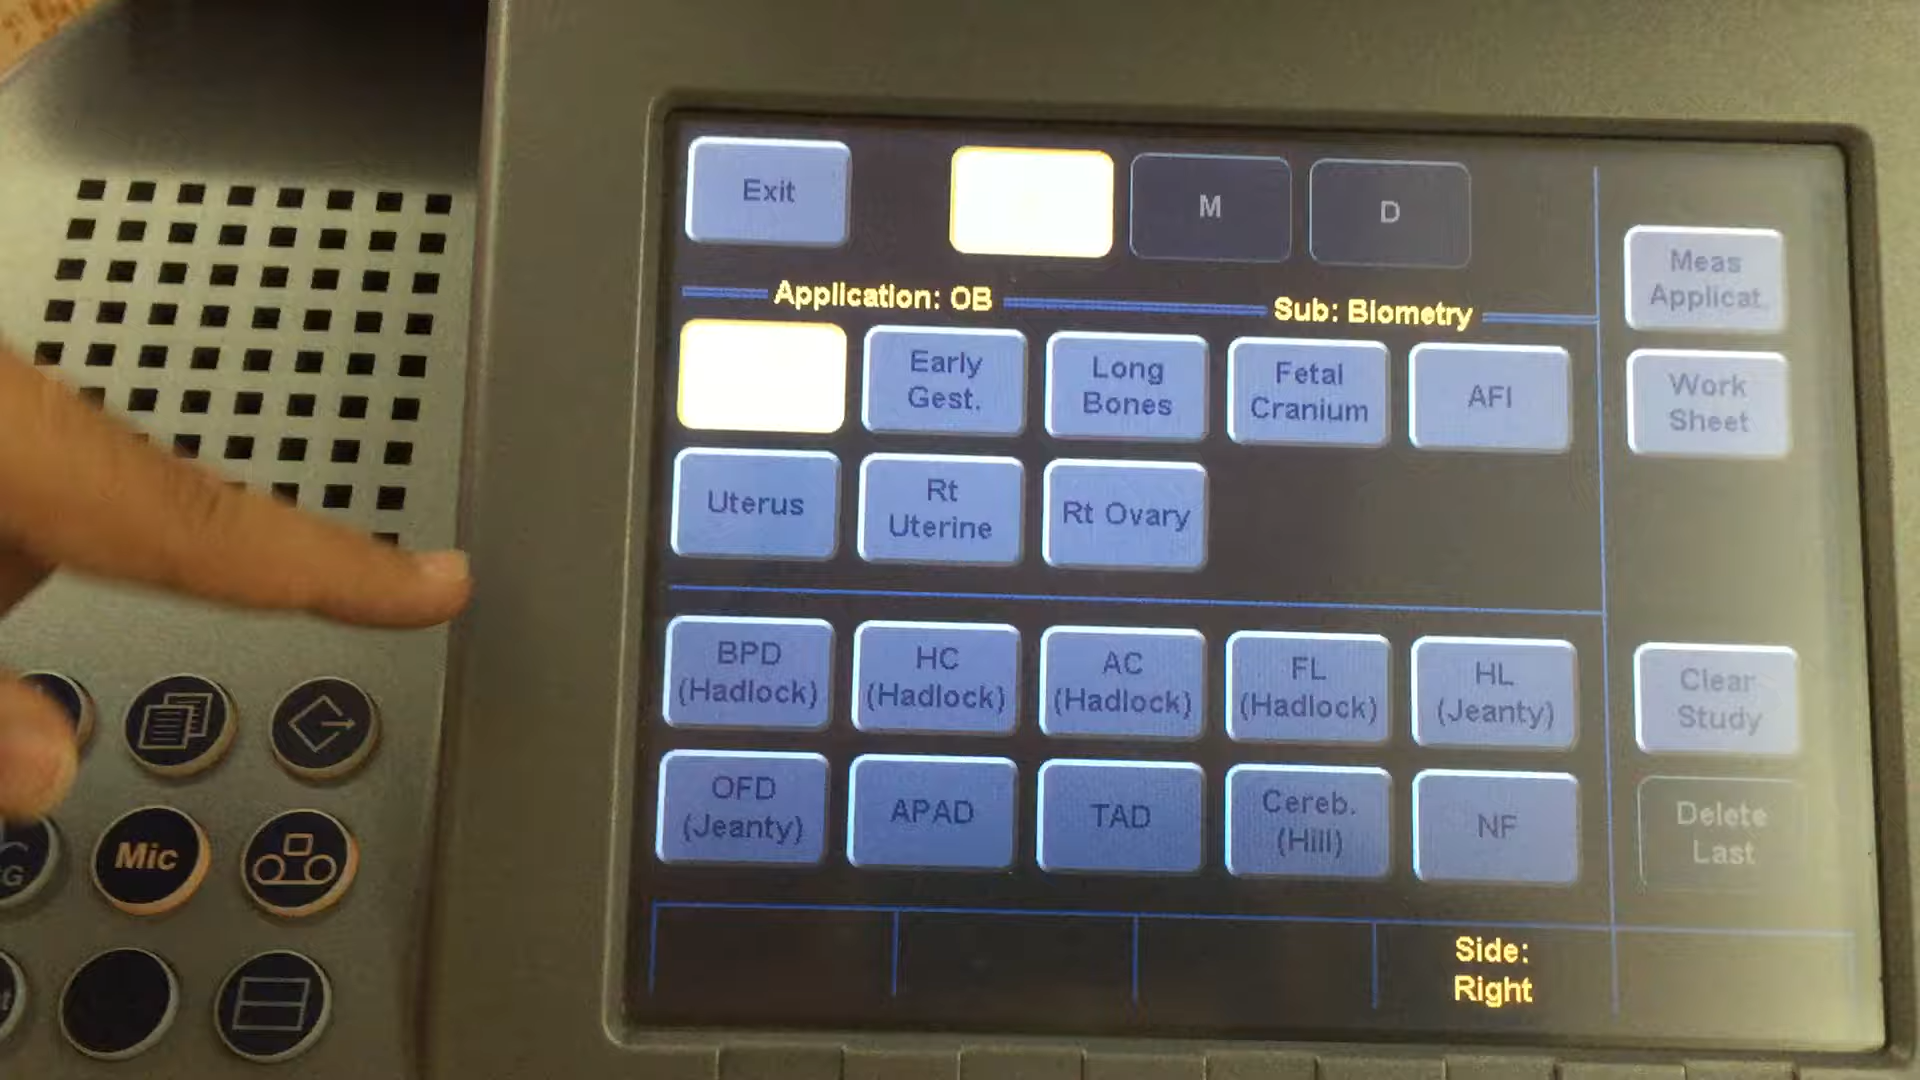 Exit
M
D
Meas
Applicat.
Application: OB
Sub: Biometry
Early
Gest.
Long
Bones
Fetal
Cranium
AFI
Work
Sheet
Uterus
Rt
Uterine
Rt Ovary
BPD
(Hadlock)
HC
(Hadlock)
AC
(Hadlock)
FL
(Hadlock)
HL
(Jeanty)
Clear
Study
OFD
(Jeanty)
APAD
TAD
Cereb.
(Hill)
NF
Delete
Last
Side:
Right
Mic